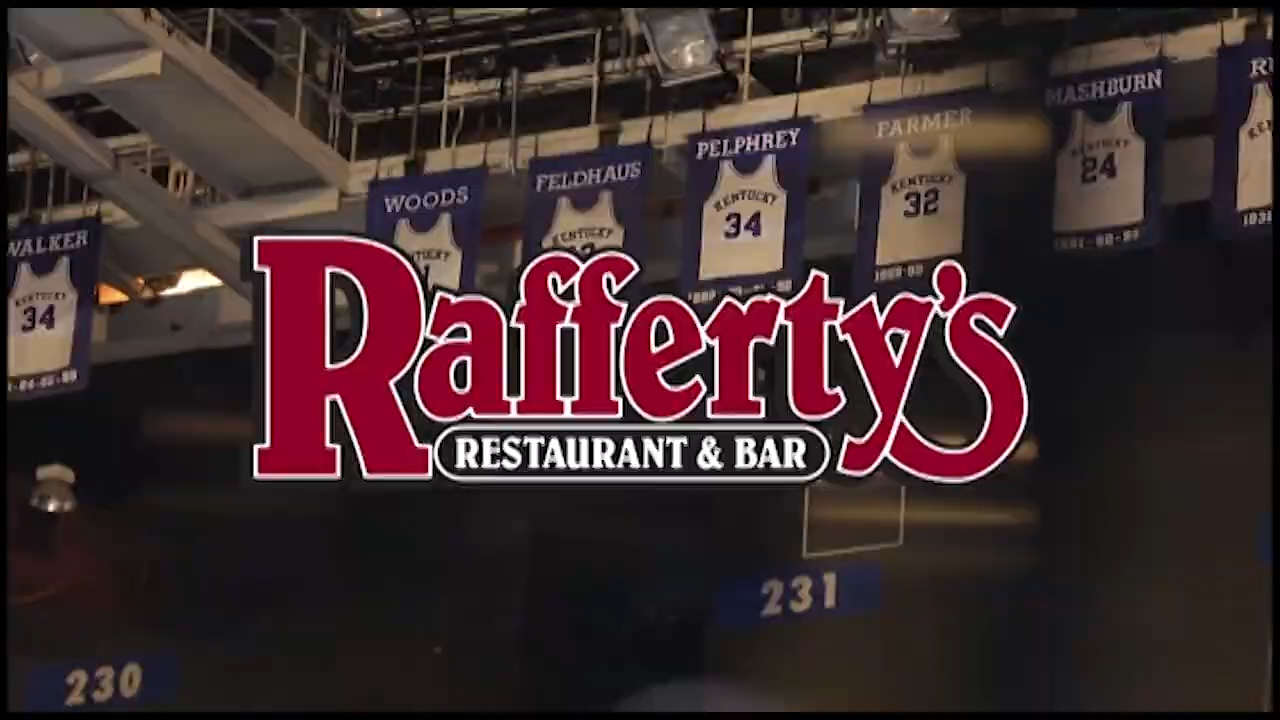 WALKER
KENTUCKY
34
WOODS
FELDHAUS
KENTUCKY
PELPHREY
KENTUCKY
34
FARMER
KENTUCKY
32
MASHBURN
KENTUCKY
24
Rafferty's
RESTAURANT & BAR
231
230